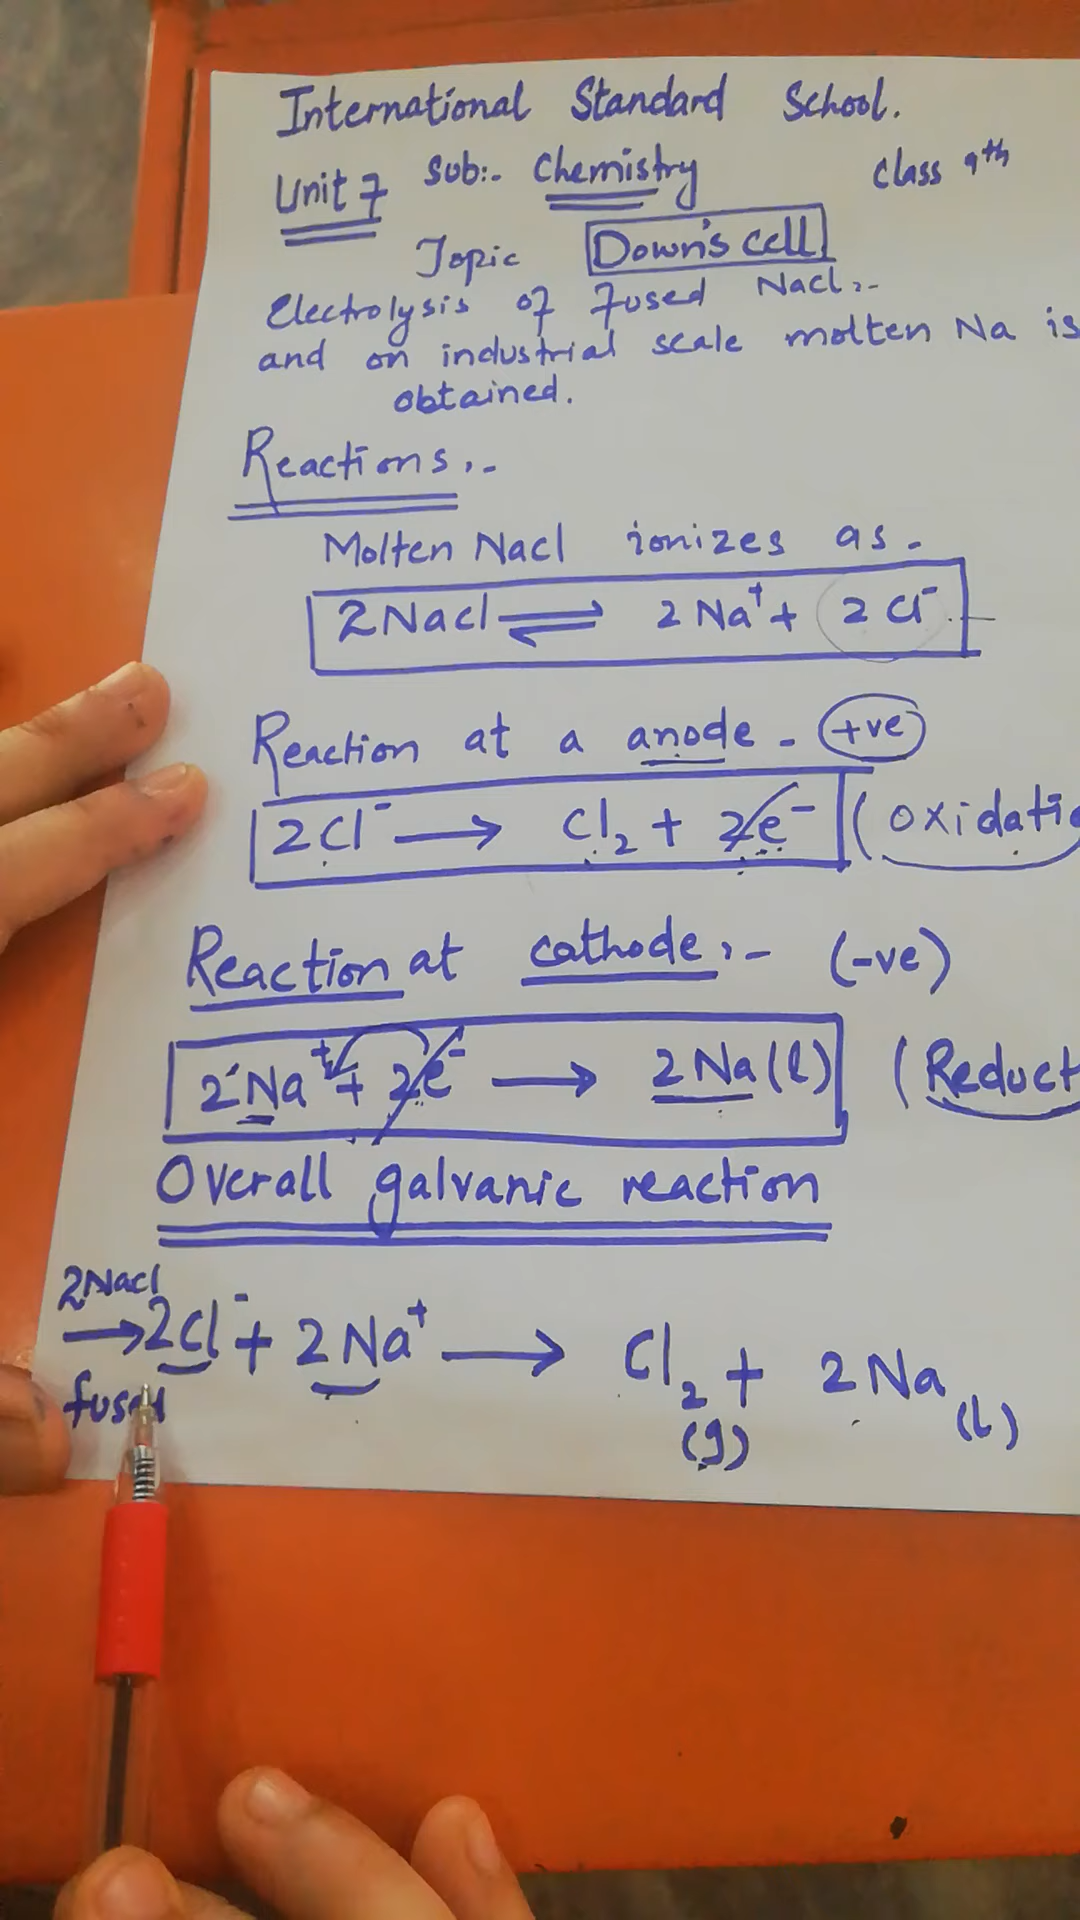 International Standard School.
Unit 7 Sub:- Chemistry Class 9th
Topic Down's cell
Electrolysis of fused Nacl:-
and on industrial scale molten Na is
obtained.
Reactions:-
Molten Nacl ionizes as.
2Nacl ⇌ 2Na⁺ + 2Cl⁻
Reaction at a anode - +ve
2Cl⁻ → Cl₂ + 2e⁻ (oxidatio
Reaction at cathode:- (-ve)
2Na⁺ + 2e⁻ → 2Na(l) (Reduct
Overall galvanic reaction
2Nacl
→ 2Cl⁻ + 2Na⁺ → Cl₂ + 2Na
fused (g) (l)